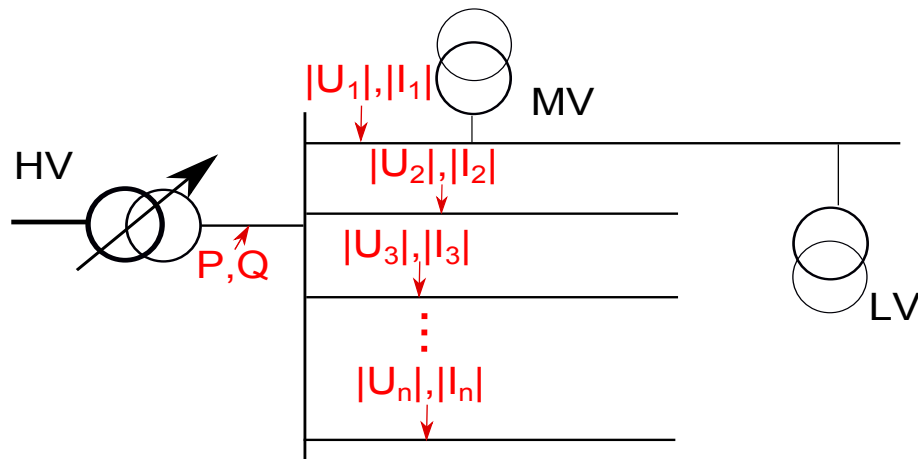 |U₁|,|I₁|
MV
HV
|U₂|,|I₂|
P,Q
|U₃|,|I₃|
LV
|Uₙ|,|Iₙ|